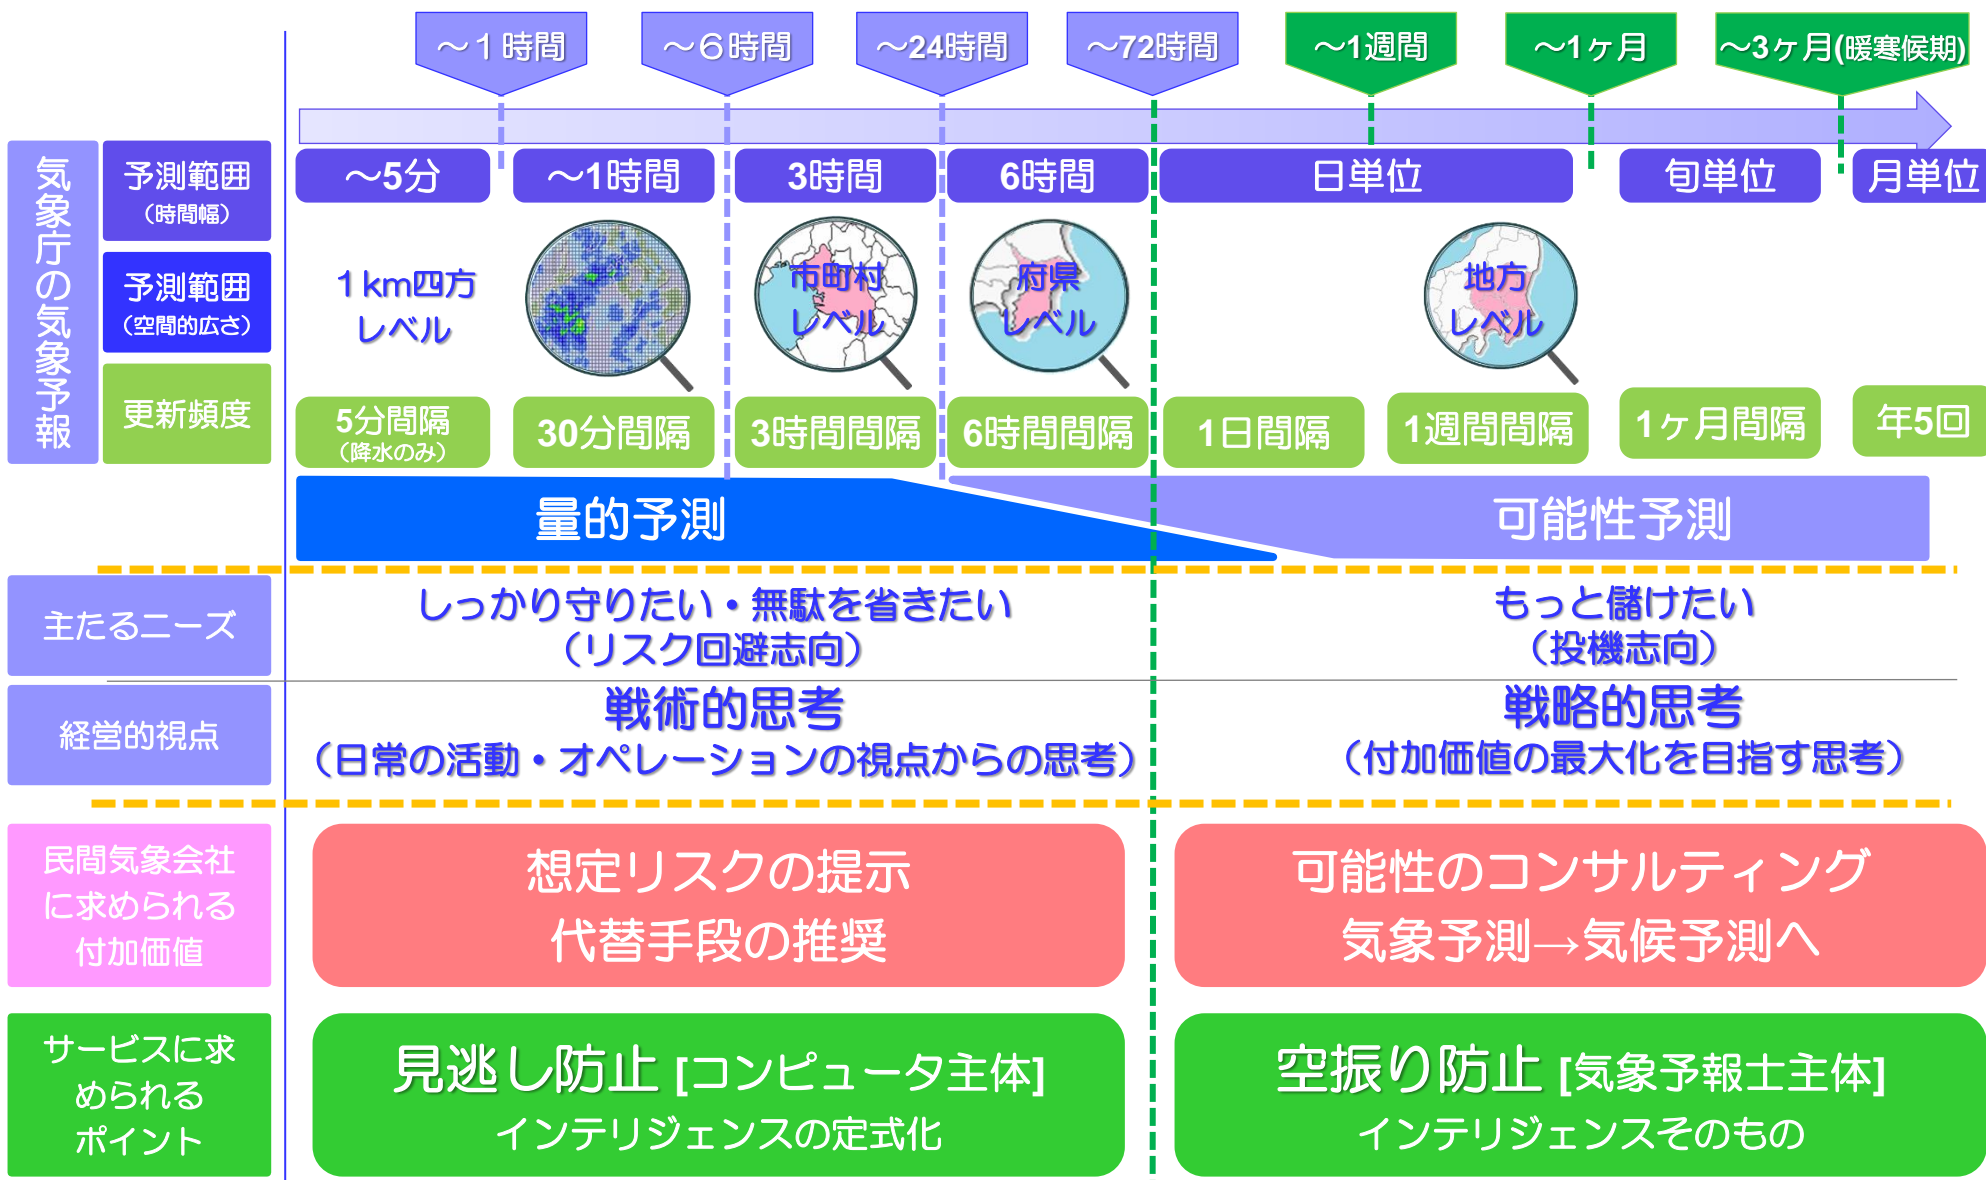 ～１時間
～６時間
～24時間
～72時間
～1週間
～1ヶ月
～3ヶ月(暖寒候期)
気象庁の気象予報
予測範囲
（時間幅）
～5分
～1時間
3時間
6時間
日単位
旬単位
月単位
予測範囲
（空間的広さ）
１km四方
レベル
市町村
レベル
府県
レベル
地方
レベル
更新頻度
5分間隔
（降水のみ）
30分間隔
3時間間隔
6時間間隔
1日間隔
1週間間隔
1ヶ月間隔
年5回
量的予測
可能性予測
主たるニーズ
しっかり守りたい・無駄を省きたい
（リスク回避志向）
もっと儲けたい
（投機志向）
経営的視点
戦術的思考
（日常の活動・オペレーションの視点からの思考）
戦略的思考
（付加価値の最大化を目指す思考）
民間気象会社
に求められる
付加価値
想定リスクの提示
代替手段の推奨
可能性のコンサルティング
気象予測→気候予測へ
サービスに求
められる
ポイント
見逃し防止 [コンピュータ主体]
インテリジェンスの定式化
空振り防止 [気象予報士主体]
インテリジェンスそのもの